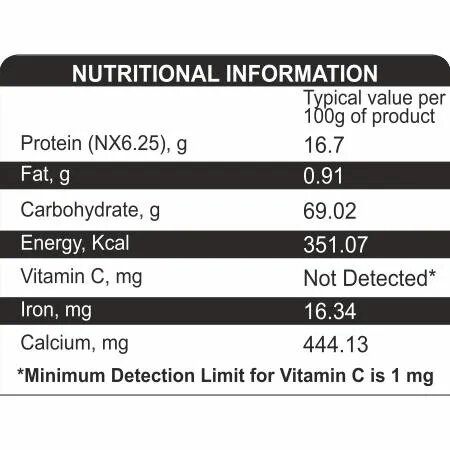 NUTRITIONAL INFORMATION
Typical value per
100g of product
Protein (NX6.25), g 16.7
Fat, g 0.91
Carbohydrate, g 69.02
Energy, Kcal 351.07
Vitamin C, mg Not Detected*
Iron, mg 16.34
Calcium, mg 444.13
*Minimum Detection Limit for Vitamin C is 1 mg